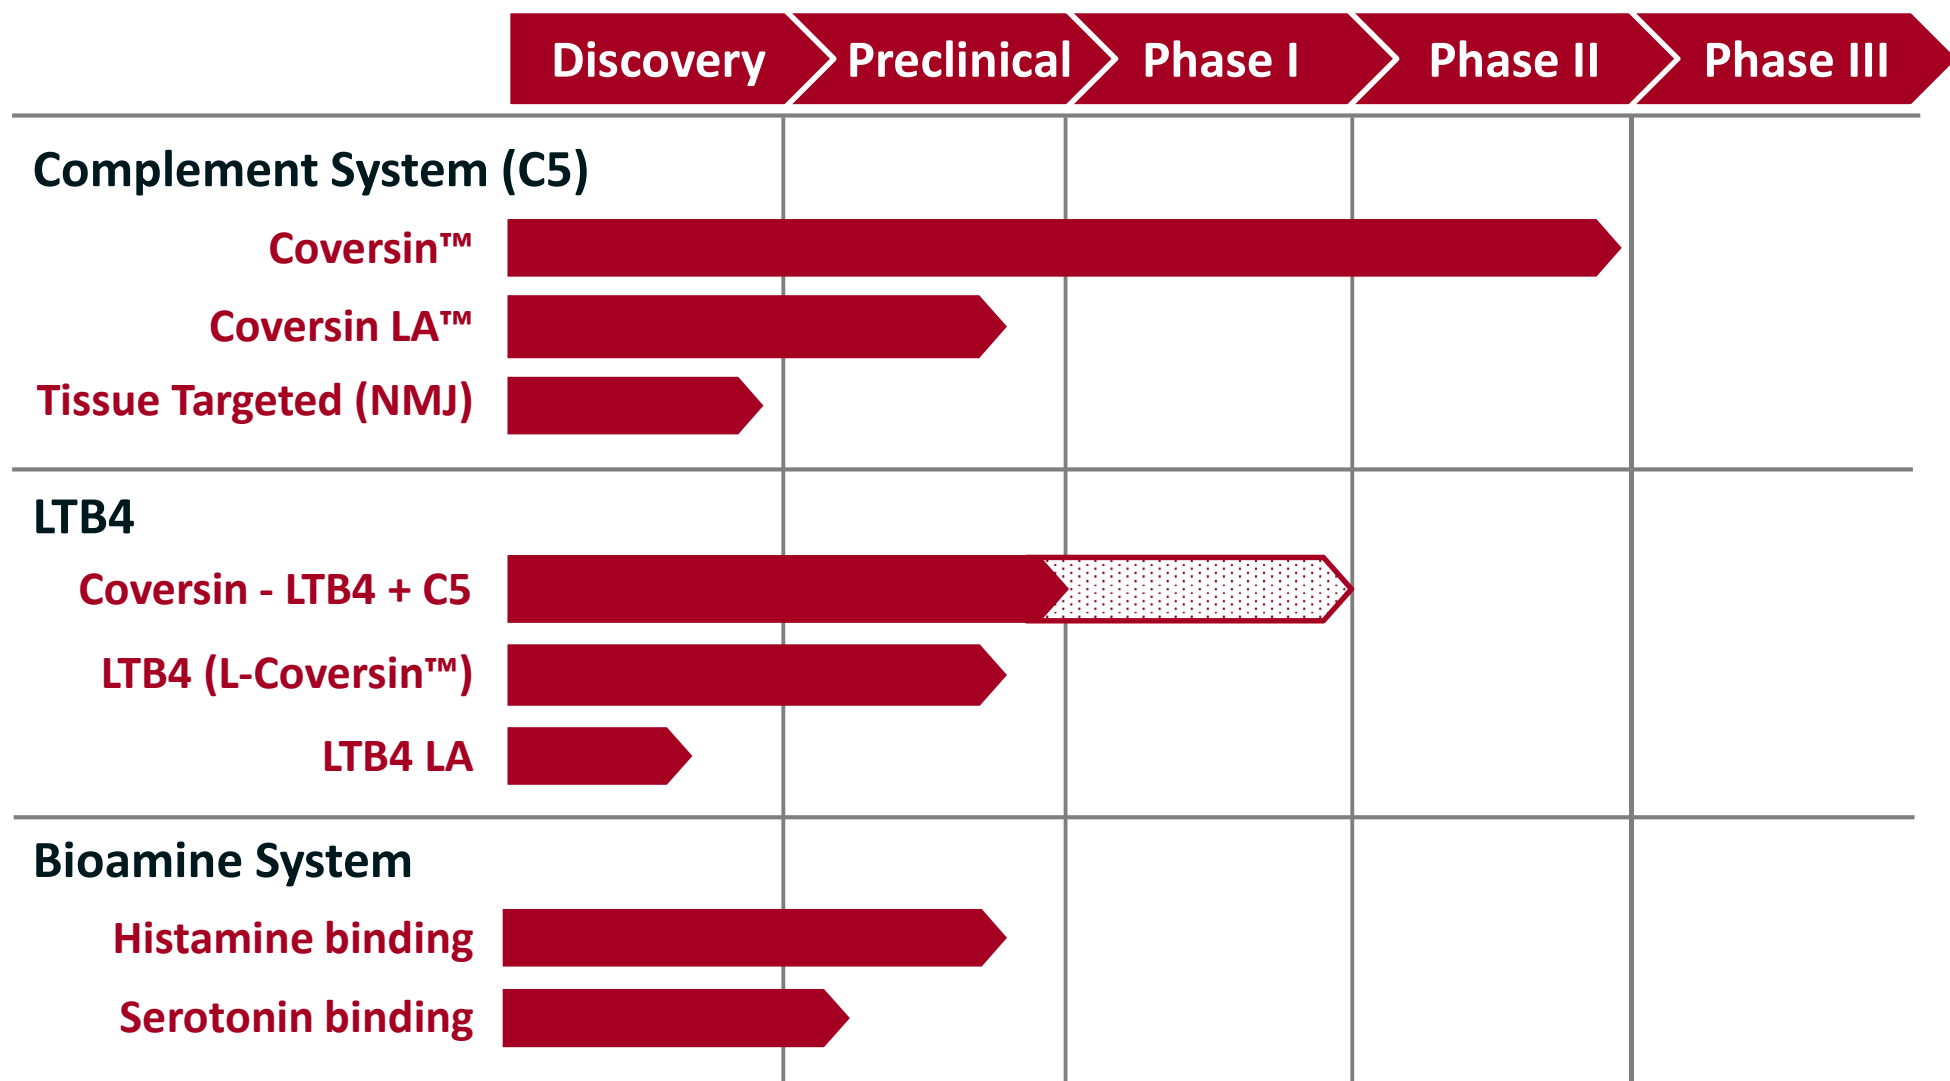 Discovery Preclinical Phase I Phase II Phase III
Complement System (C5)
Coversin™
Coversin LA™
Tissue Targeted (NMJ)
LTB4
Coversin - LTB4 + C5
LTB4 (L-Coversin™)
LTB4 LA
Bioamine System
Histamine binding
Serotonin binding